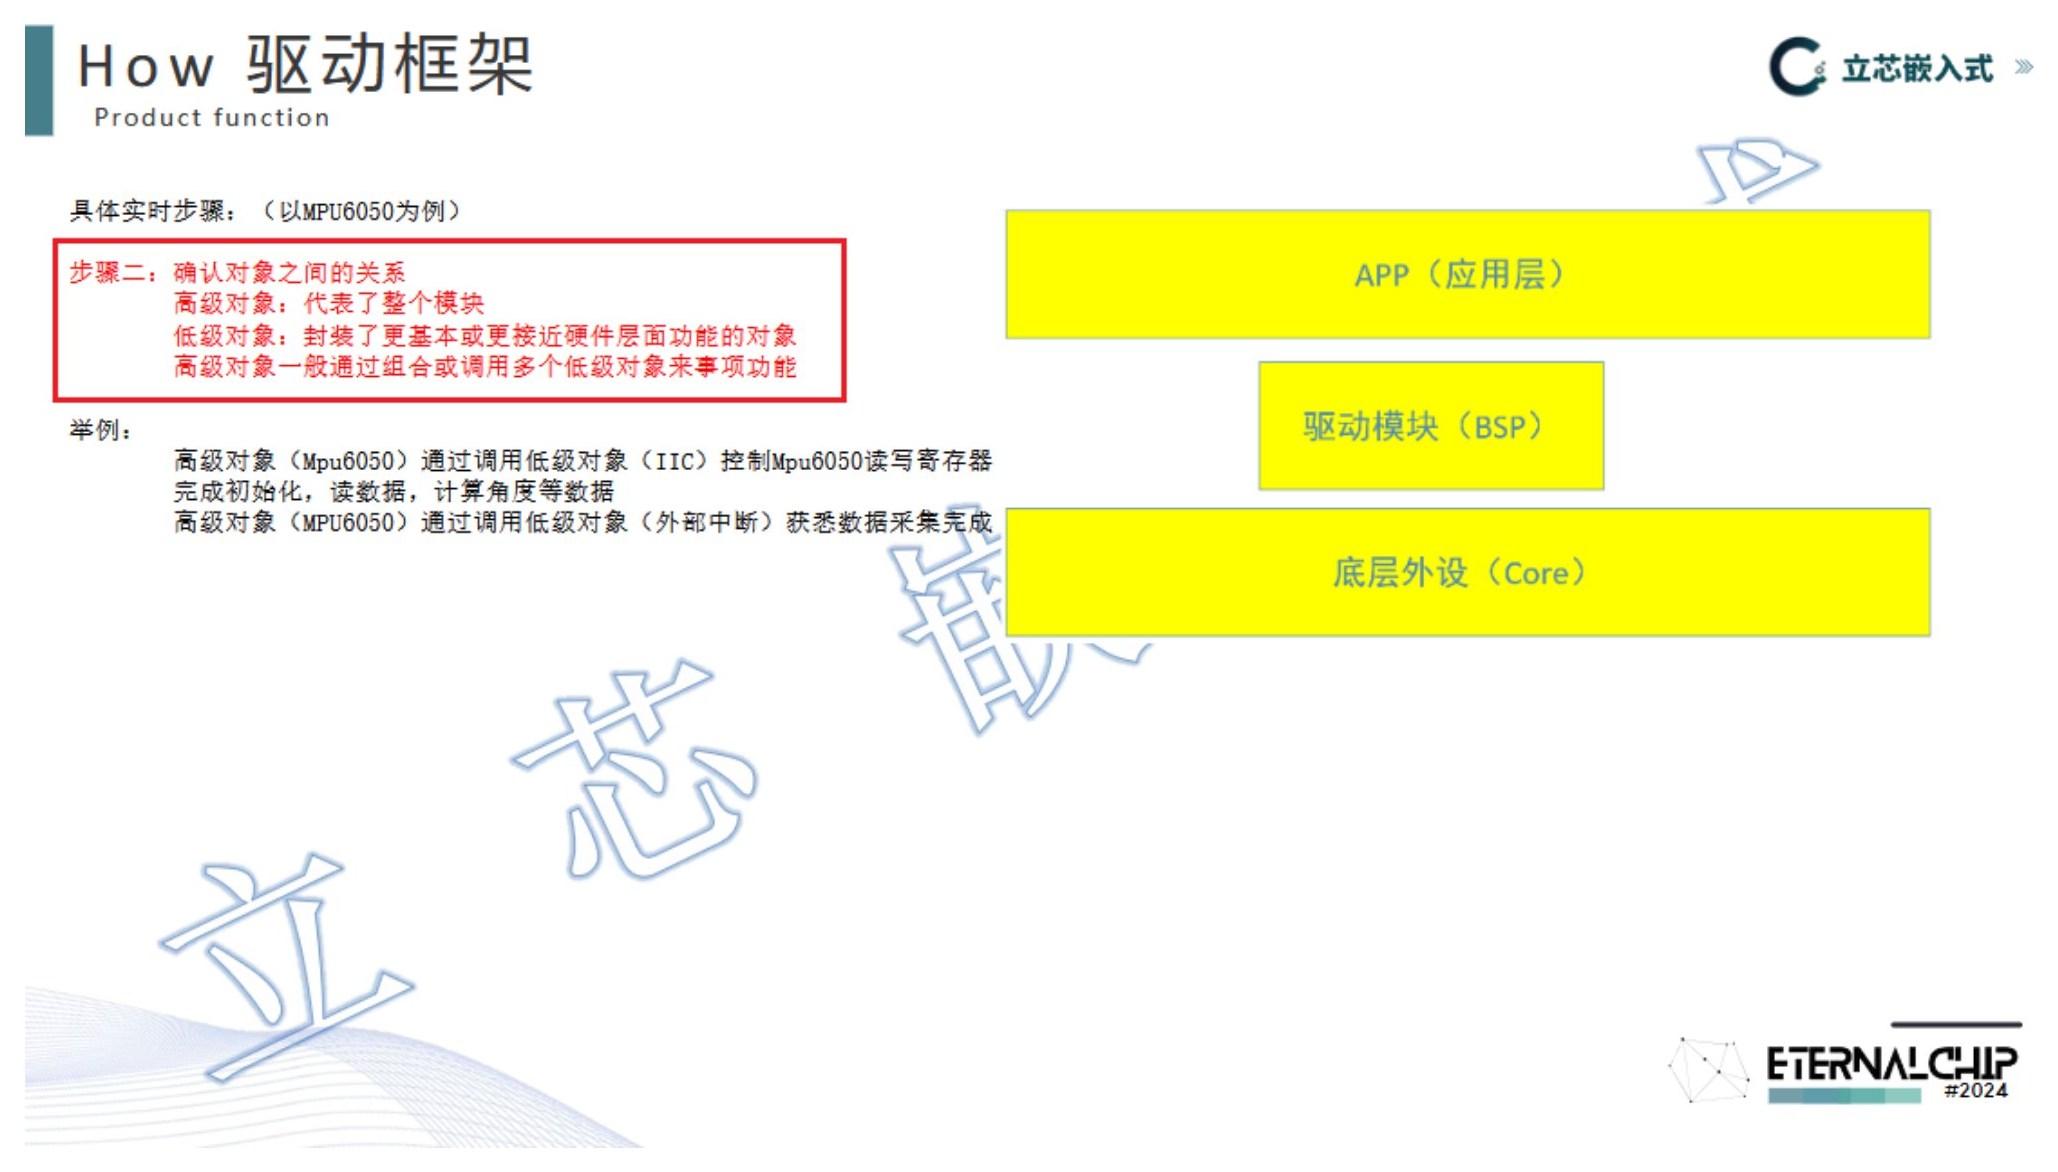 How 驱动框架
Product function
立芯嵌入式
具体实时步骤：（以MPU6050为例）
步骤二：确认对象之间的关系
高级对象：代表了整个模块
低级对象：封装了更基本或更接近硬件层面功能的对象
高级对象一般通过组合或调用多个低级对象来事项功能
举例：
高级对象（Mpu6050）通过调用低级对象（IIC）控制Mpu6050读写寄存器
完成初始化，读数据，计算角度等数据
高级对象（MPU6050）通过调用低级对象（外部中断）获悉数据采集完成
APP（应用层）
驱动模块（BSP）
底层外设（Core）
立芯嵌
ETERNALCHIP
#2024